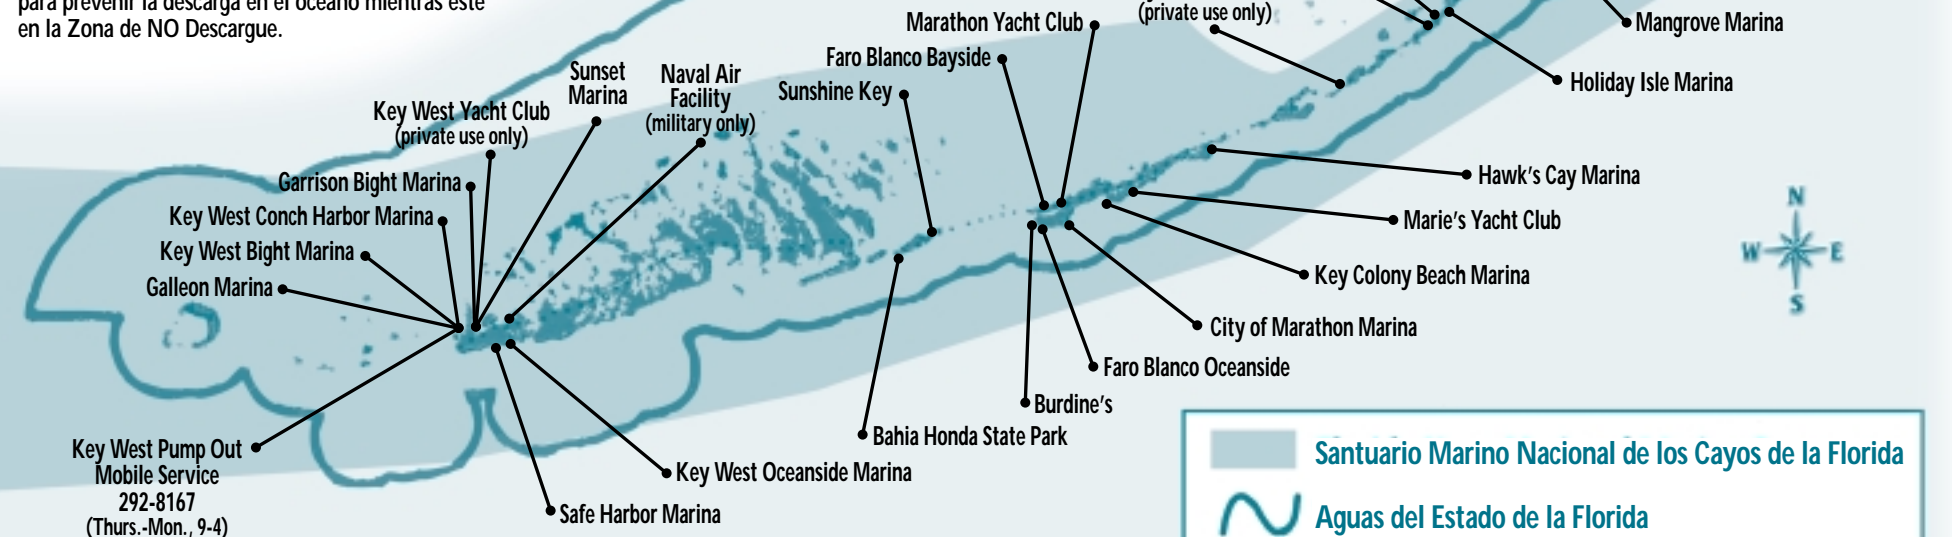 para prevenir la descarga en el océano mientras esté
en la Zona de NO Descargue.
Marathon Yacht Club
(private use only)
Mangrove Marina
Faro Blanco Bayside
Sunset
Marina
Naval Air
Facility
(military only)
Sunshine Key
Holiday Isle Marina
Key West Yacht Club
(private use only)
Garrison Bight Marina
Hawk's Cay Marina
Key West Conch Harbor Marina
Marie's Yacht Club
Key West Bight Marina
Galleon Marina
Key Colony Beach Marina
City of Marathon Marina
Faro Blanco Oceanside
Burdine's
Bahia Honda State Park
Key West Oceanside Marina
Safe Harbor Marina
Key West Pump Out
Mobile Service
292-8167
(Thurs.-Mon., 9-4)
N
W E
S
Santuario Marino Nacional de los Cayos de la Florida
Aguas del Estado de la Florida